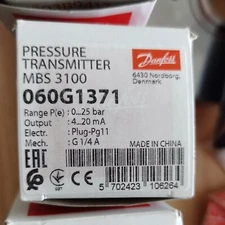 PRESSURE
TRANSMITTER
MBS 3100
060G1371
Danfoss
6430 Nordborg,
Denmark
Range P(e) : 0...25 bar
Output : 4...20 mA
Electr. : Plug-Pg11
Mech. : G 1/4 A
MADE IN CHINA
EAC
5 702423 106264